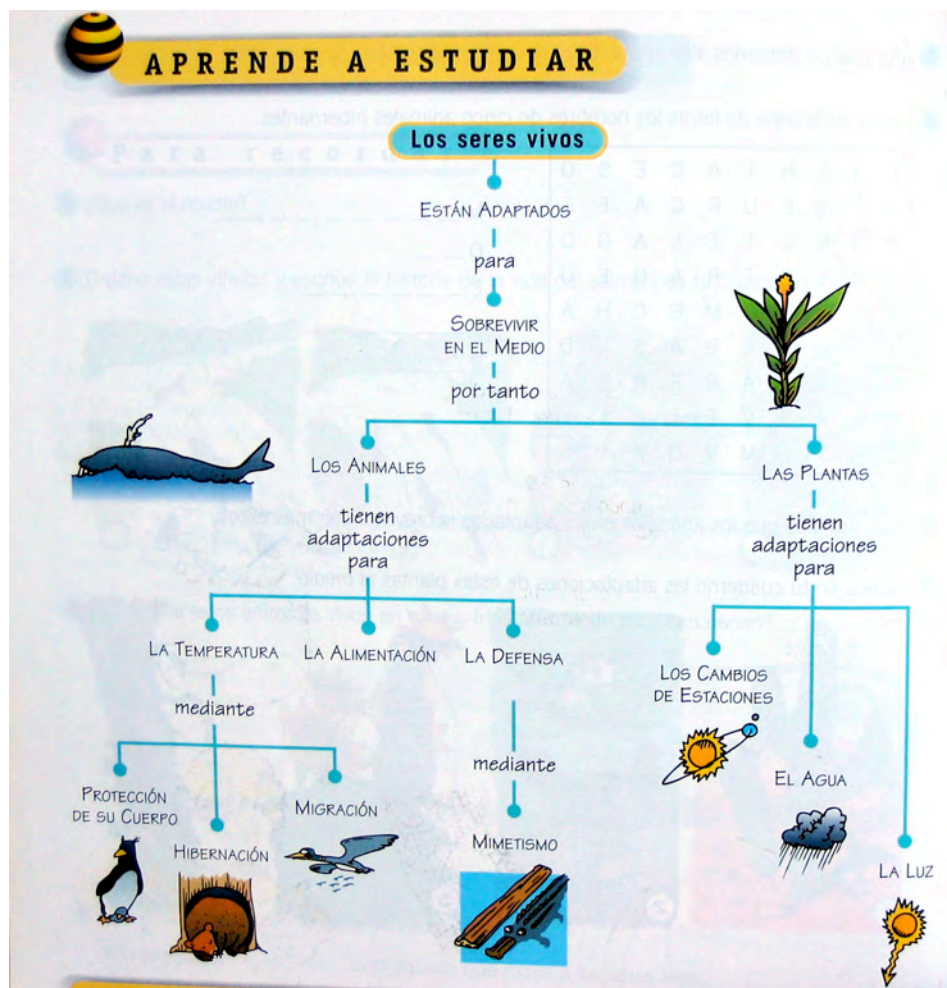 APRENDE A ESTUDIAR
Los seres vivos
ESTÁN ADAPTADOS
para
SOBREVIVIR
EN EL MEDIO
por tanto
LOS ANIMALES
tienen
adaptaciones
para
LA TEMPERATURA
mediante
PROTECCIÓN
DE SU CUERPO
HIBERNACIÓN
MIGRACIÓN
LA ALIMENTACIÓN
LA DEFENSA
mediante
MIMETISMO
LAS PLANTAS
tienen
adaptaciones
para
LOS CAMBIOS
DE ESTACIONES
EL AGUA
LA LUZ